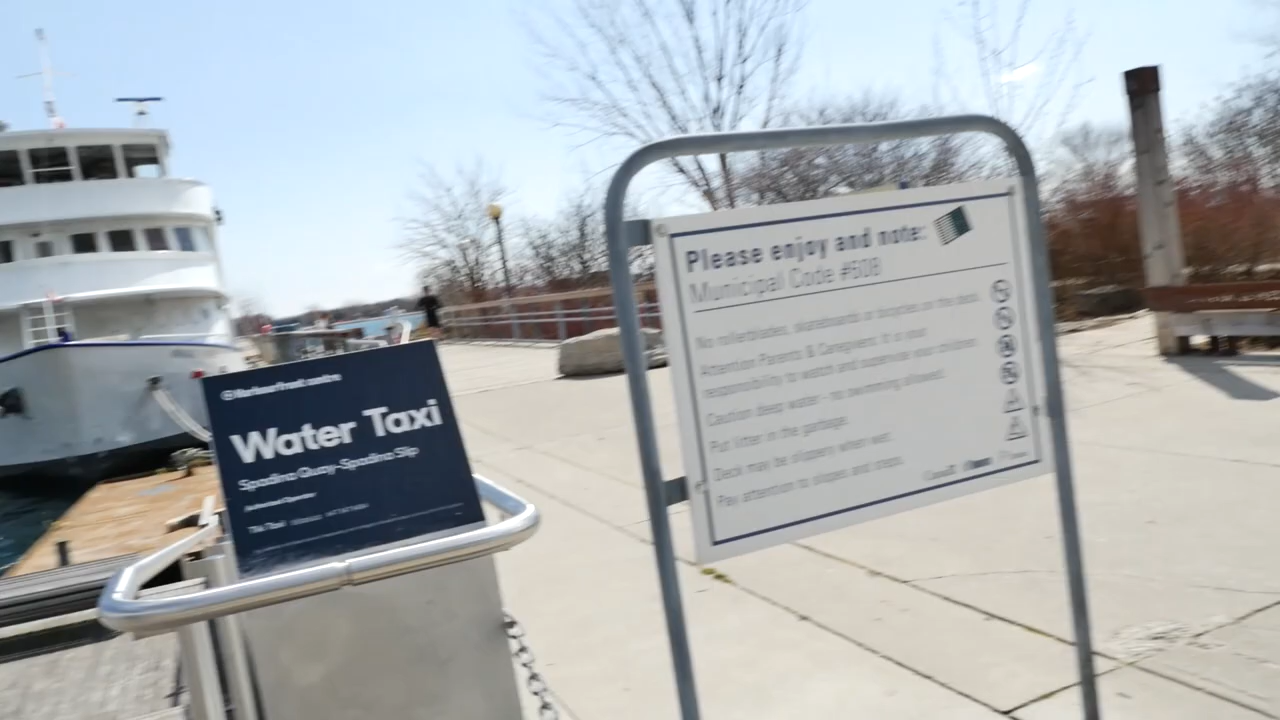 Harbourfront centre
Water Taxi
Spadina Quay-Spadina Slip
Please enjoy and note:
Municipal Code #608
No rollerblades, skateboards or bicycles on the deck.
Attention Parents & Caregivers: It is your
responsibility to watch and supervise your children
Caution deep water - no swimming allowed.
Put litter in the garbage.
Deck may be slippery when wet.
Pay attention to slopes and steps.